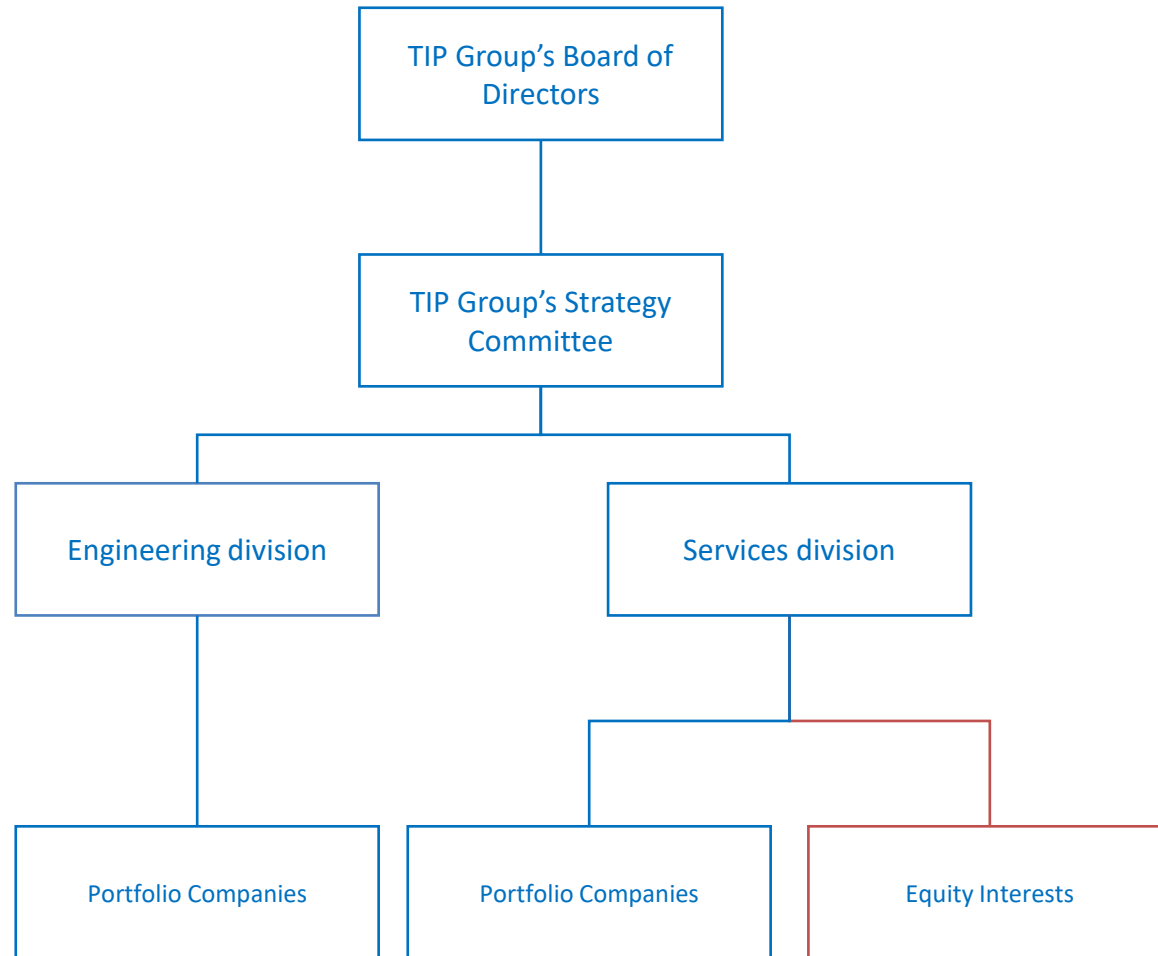 TIP Group’s Board of
Directors
TIP Group’s Strategy
Committee
Engineering division
Services division
Portfolio Companies
Portfolio Companies
Equity Interests